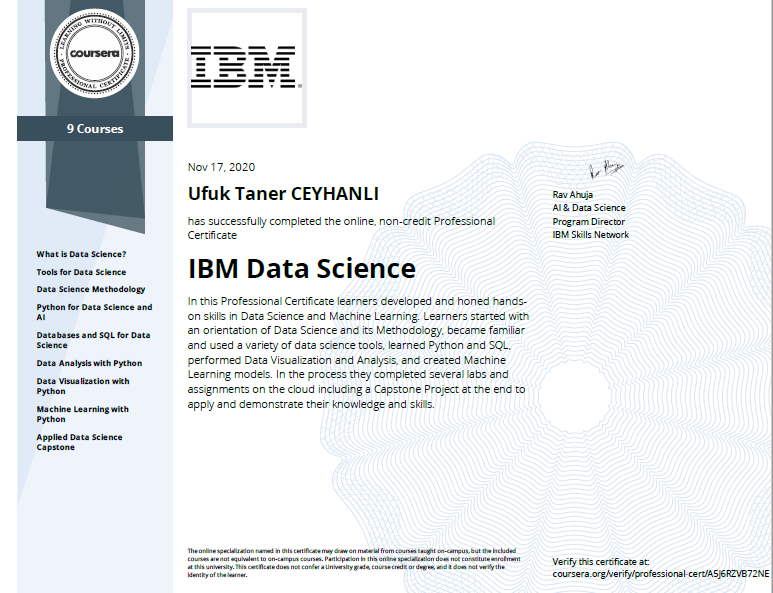 LEARNING WITHOUT LIMITS
coursera
PROFESSIONAL CERTIFICATE
9 Courses
What is Data Science?
Tools for Data Science
Data Science Methodology
Python for Data Science and
AI
Databases and SQL for Data
Science
Data Analysis with Python
Data Visualization with
Python
Machine Learning with
Python
Applied Data Science
Capstone
IBM
Nov 17, 2020
Ufuk Taner CEYHANLI
has successfully completed the online, non-credit Professional
Certificate
IBM Data Science
In this Professional Certificate learners developed and honed hands-
on skills in Data Science and Machine Learning. Learners started with
an orientation of Data Science and its Methodology, became familiar
and used a variety of data science tools, learned Python and SQL,
performed Data Visualization and Analysis, and created Machine
Learning models. In the process they completed several labs and
assignments on the cloud including a Capstone Project at the end to
apply and demonstrate their knowledge and skills.
Rav Ahuja
AI & Data Science
Program Director
IBM Skills Network
The online specialization named in this certificate may draw on material from courses taught on-campus, but the included
courses are not equivalent to on-campus courses. Participation in this online specialization does not constitute enrollment
at this university. This certificate does not confer a University grade, course credit or degree, and it does not verify the
identity of the learner.
Verify this certificate at:
coursera.org/verify/professional-cert/A5J6RZVB72NE